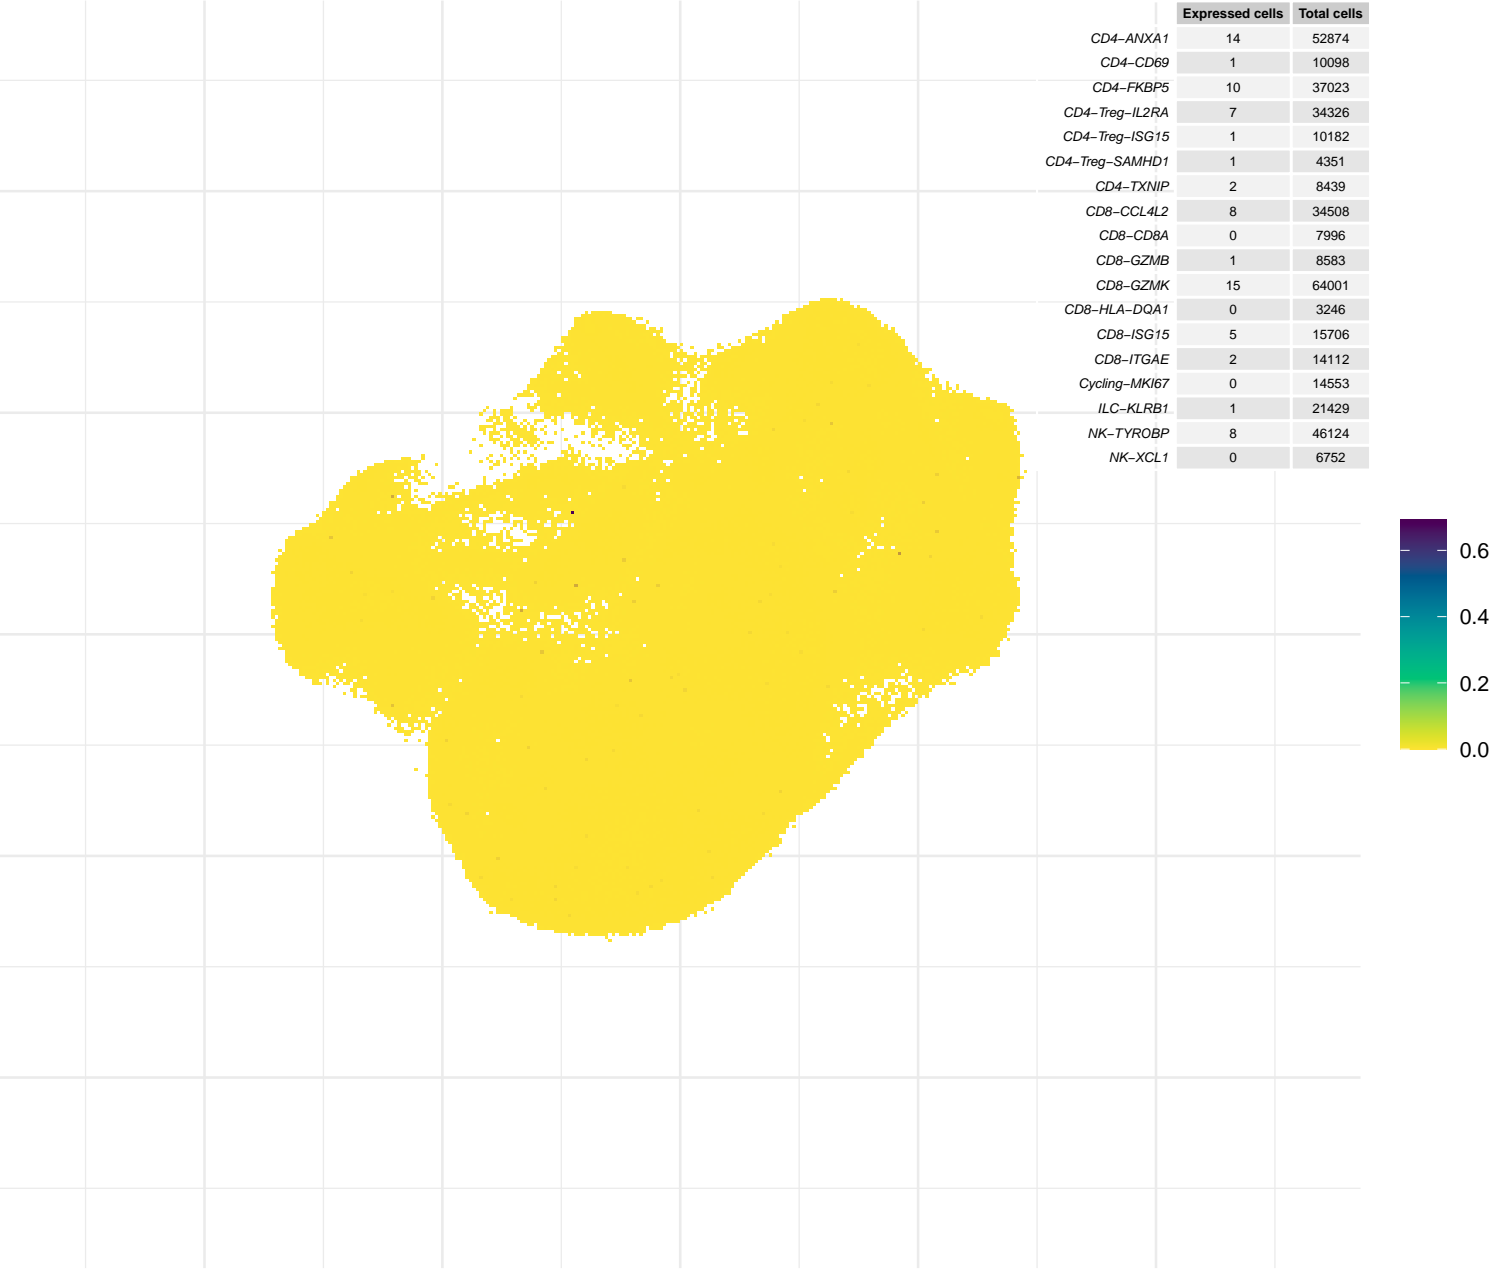 Expressed cells Total cells
CD4−ANXA1 14 52874
CD4−CD69 1 10098
CD4−FKBP5 10 37023
CD4−Treg−IL2RA 7 34326
CD4−Treg−ISG15 1 10182
CD4−Treg−SAMHD1 1 4351
CD4−TXNIP 2 8439
CD8−CCL4L2 8 34508
CD8−CD8A 0 7996
CD8−GZMB 1 8583
CD8−GZMK 15 64001
CD8−HLA−DQA1 0 3246
CD8−ISG15 5 15706
CD8−ITGAE 2 14112
Cycling−MKI67 0 14553
ILC−KLRB1 1 21429
NK−TYROBP 8 46124
NK−XCL1 0 6752
0.6
0.4
0.2
0.0